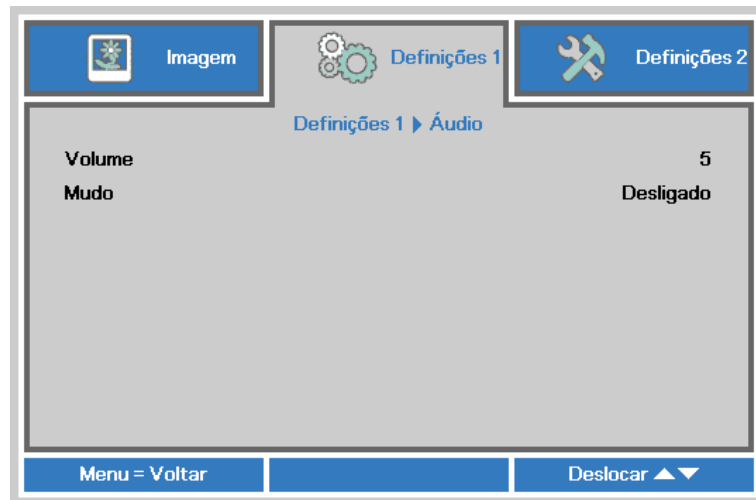 Imagem
Definições 1
Definições 2
Definições 1 ▶ Áudio
Volume 5
Mudo Desligado
Menu = Voltar
Deslocar ▲▼